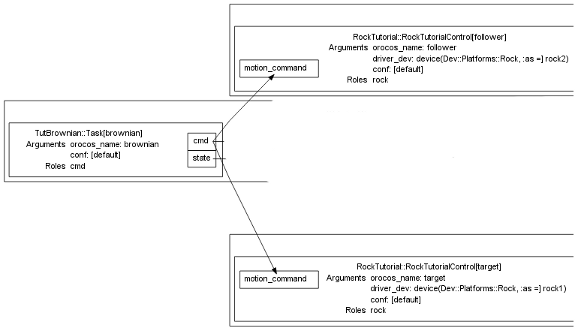 RockTutorial::RockTutorialControl[follower]
Arguments orocos_name: follower
driver_dev: device(Dev::Platforms::Rock, :as =] rock2)
motion_command
conf: [default]
Roles rock
TutBrownian::Task[brownian]
Arguments orocos_name: brownian
conf: [default]
Roles cmd
cmd
state
RockTutorial::RockTutorialControl[target]
motion_command
Arguments orocos_name: target
driver_dev: device(Dev::Platforms::Rock, :as =] rock1)
conf: [default]
Roles rock